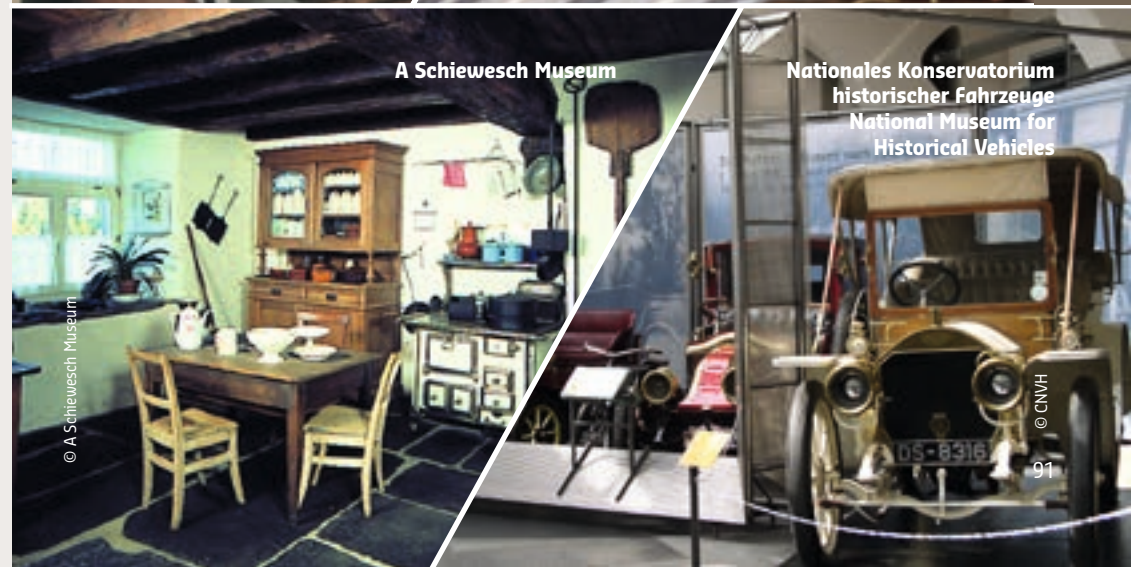 A Schiewesch Museum
© A Schiewesch Museum
Nationales Konservatorium
historischer Fahrzeuge
National Museum for
Historical Vehicles
DS-8316
© CNVH
91